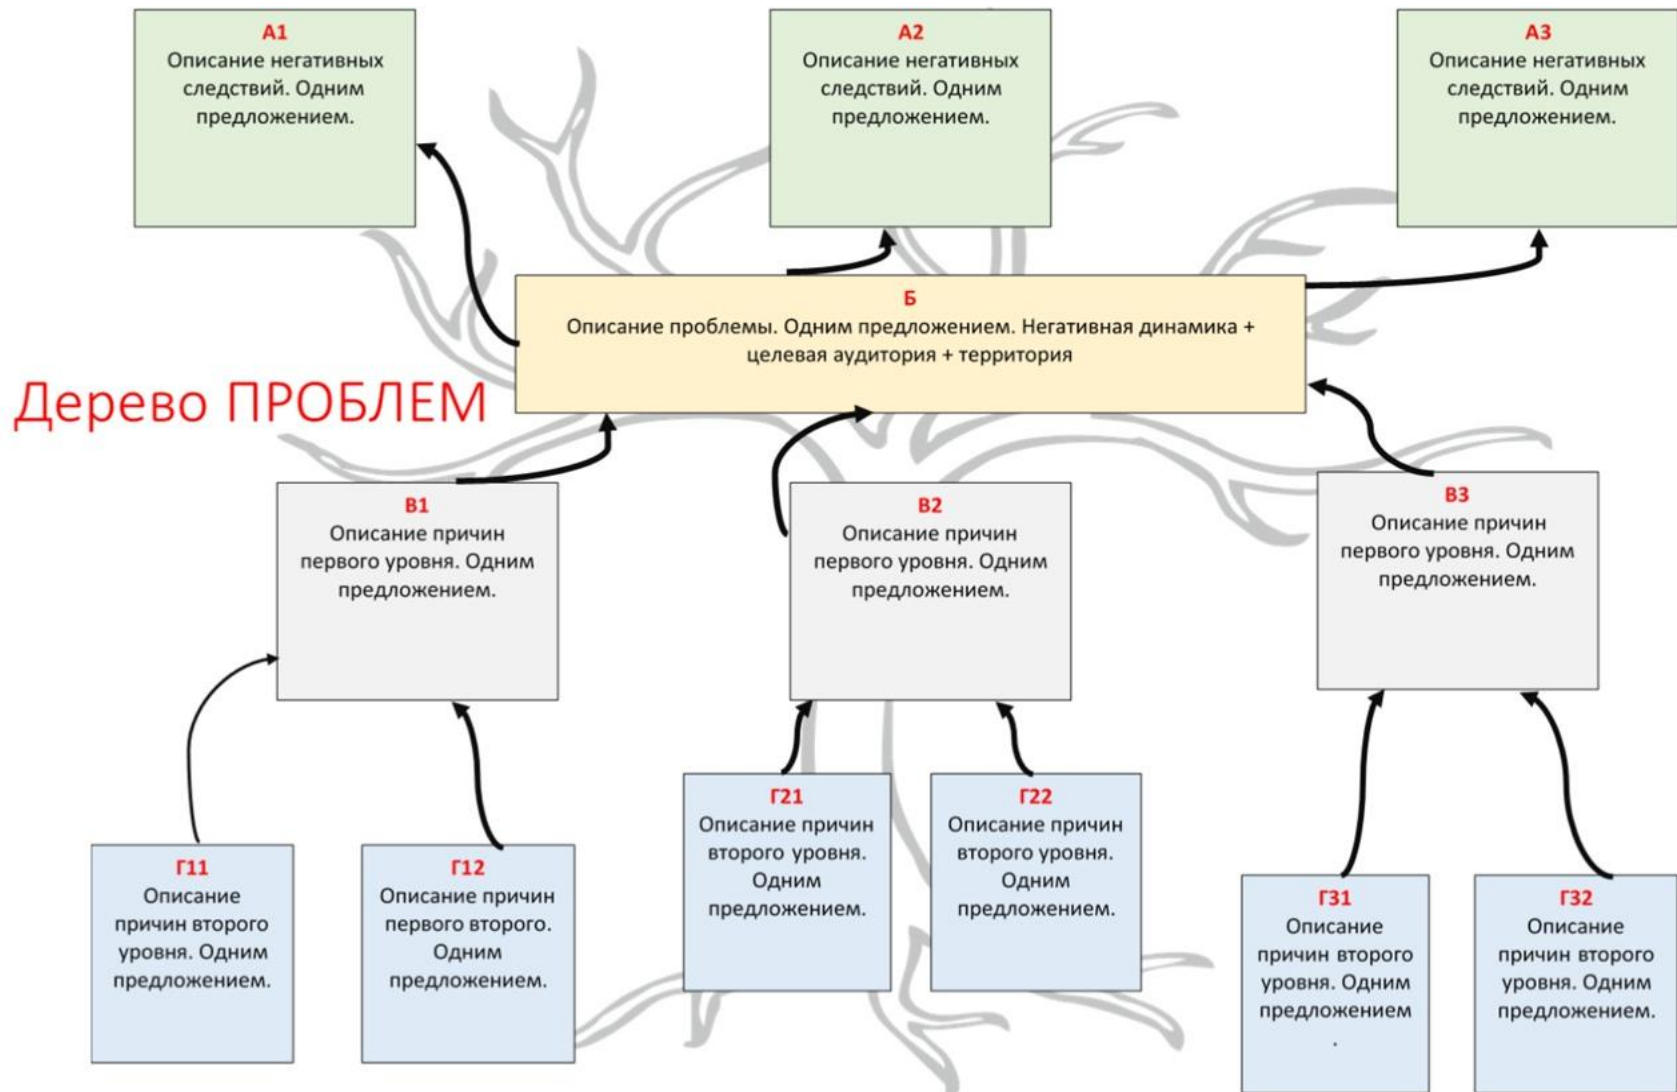 А1
Описание негативных
следствий. Одним
предложением.
А2
Описание негативных
следствий. Одним
предложением.
А3
Описание негативных
следствий. Одним
предложением.
Б
Описание проблемы. Одним предложением. Негативная динамика +
целевая аудитория + территория
Дерево ПРОБЛЕМ
В1
Описание причин
первого уровня. Одним
предложением.
В2
Описание причин
первого уровня. Одним
предложением.
В3
Описание причин
первого уровня. Одним
предложением.
Г11
Описание
причин второго
уровня. Одним
предложением.
Г12
Описание причин
первого второго.
Одним
предложением.
Г21
Описание причин
второго уровня.
Одним
предложением.
Г22
Описание причин
второго уровня.
Одним
предложением.
Г31
Описание
причин второго
уровня. Одним
предложением
.
Г32
Описание
причин второго
уровня. Одним
предложением.